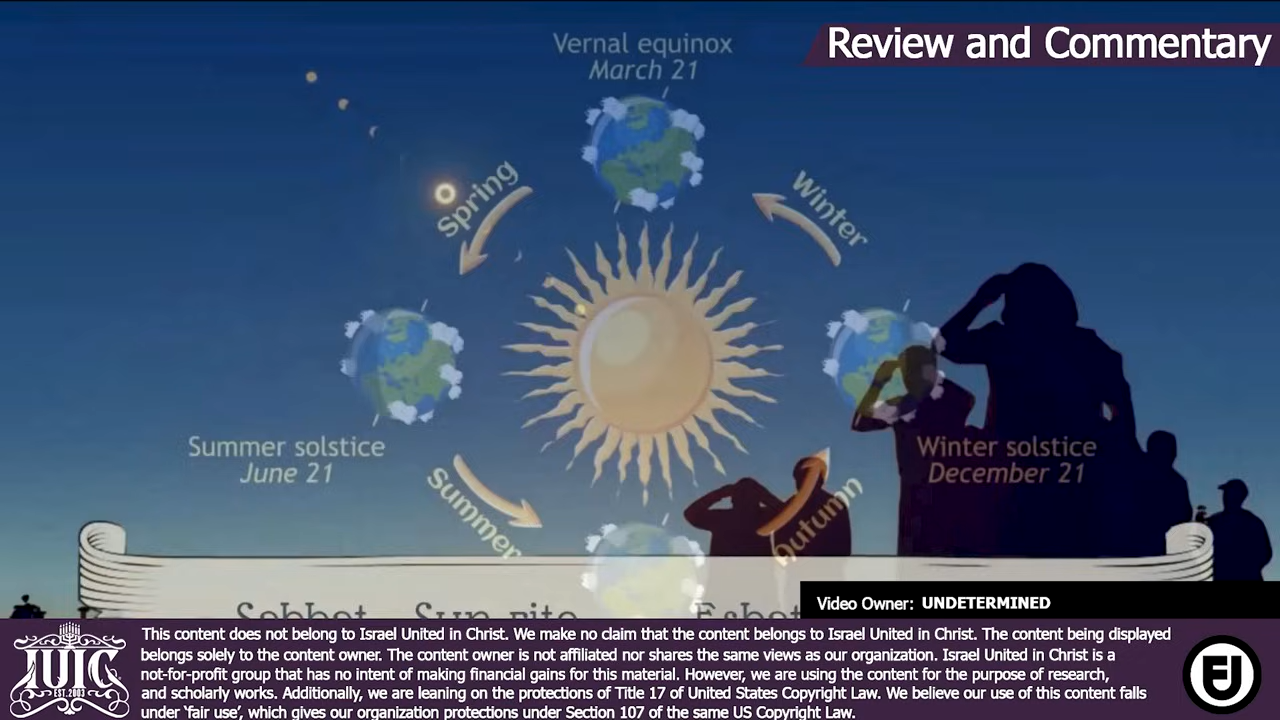 Review and Commentary
Vernal equinox
March 21
Spring
Winter
Summer solstice
June 21
Winter solstice
December 21
Summer
Autumn
Video Owner: UNDETERMINED
IUIC
EST. 2003
This content does not belong to Israel United in Christ. We make no claim that the content belongs to Israel United in Christ. The content being displayed
belongs solely to the content owner. The content owner is not affiliated nor shares the same views as our organization. Israel United in Christ is a
not-for-profit group that has no intent of making financial gains for this material. However, we are using the content for the purpose of research,
and scholarly works. Additionally, we are leaning on the protections of Title 17 of United States Copyright Law. We believe our use of this content falls
under ‘fair use’, which gives our organization protections under Section 107 of the same US Copyright Law.